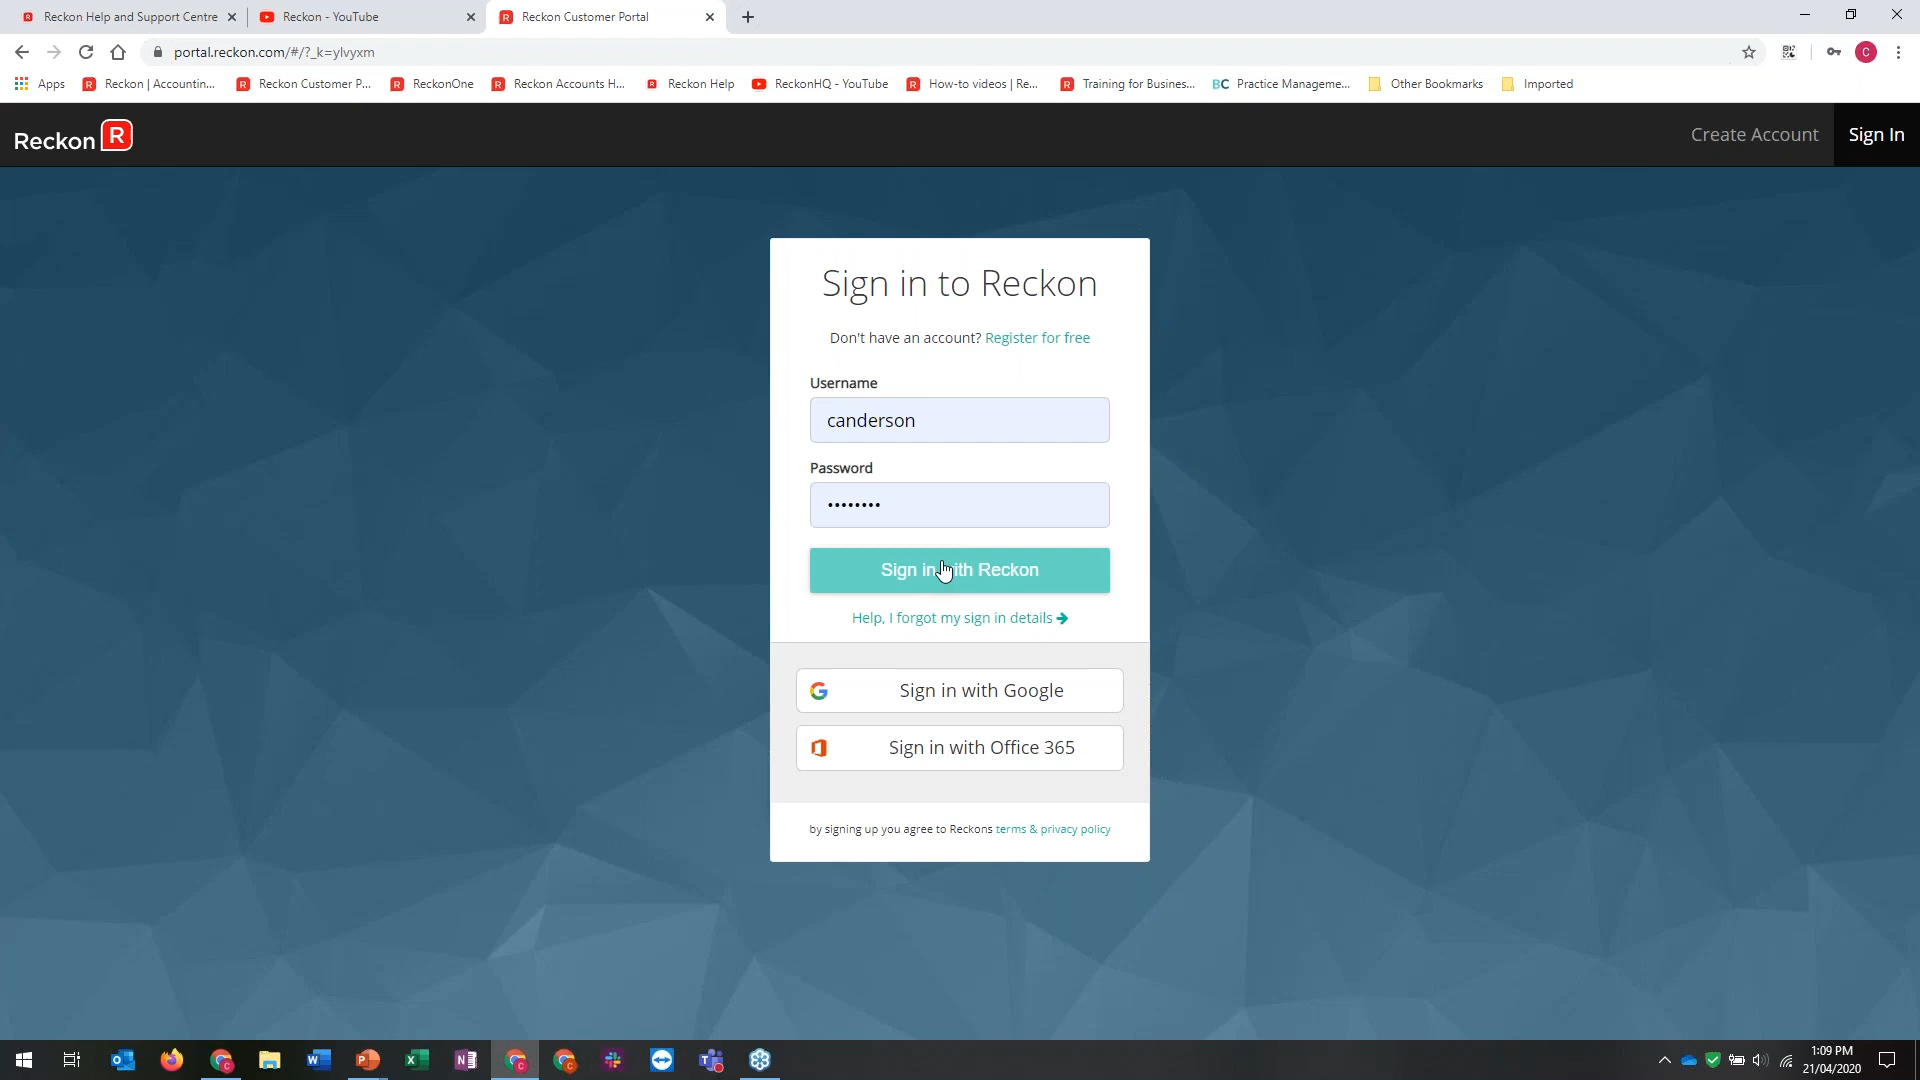 Reckon Help and Support Centre
Reckon - YouTube
Reckon Customer Portal
portal.reckon.com/#/?_k=ylvyxm
C
Apps
Reckon | Accountin...
Reckon Customer P...
ReckonOne
Reckon Accounts H...
Reckon Help
ReckonHQ - YouTube
How-to videos | Re...
Training for Busines...
BC Practice Manageme...
Other Bookmarks
Imported
Reckon R
Create Account
Sign In
Sign in to Reckon
Don't have an account? Register for free
Username
canderson
Password
••••••••
Sign in with Reckon
Help, I forgot my sign in details
Sign in with Google
Sign in with Office 365
by signing up you agree to Reckons terms & privacy policy
1:09 PM
21/04/2020